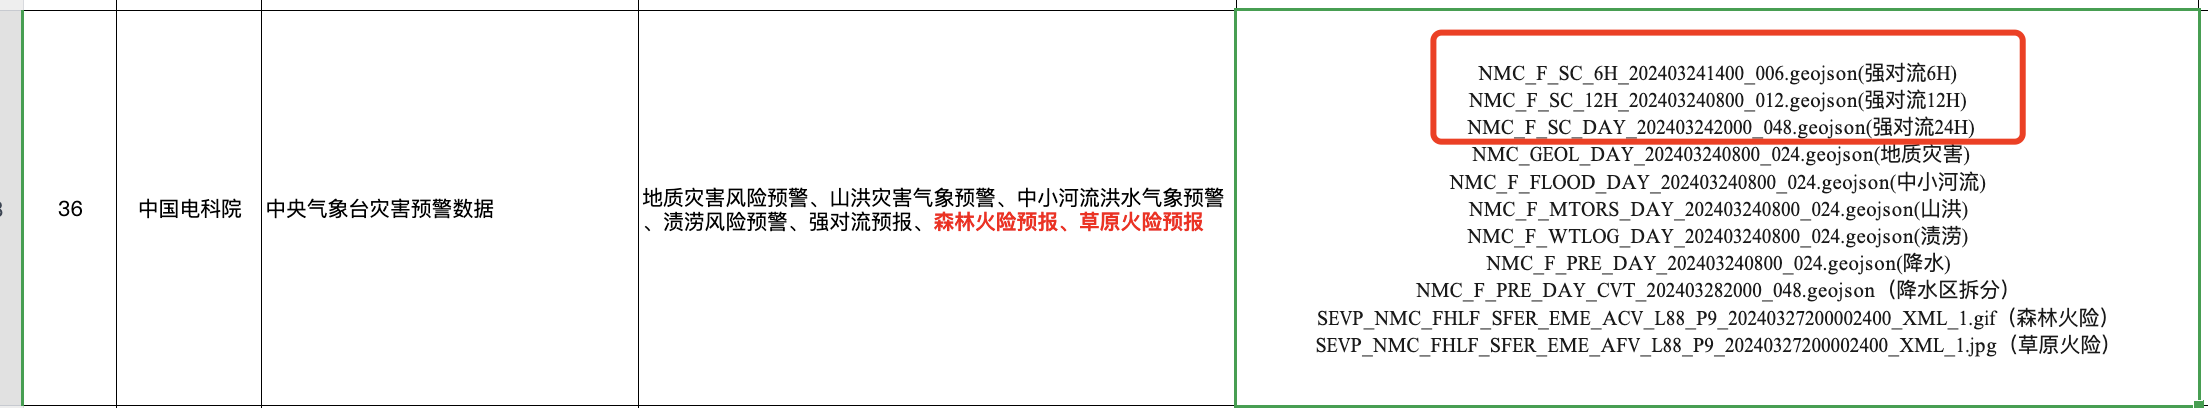 36
中国电科院
中央气象台灾害预警数据
地质灾害风险预警、山洪灾害气象预警、中小河流洪水气象预警
、渍涝风险预警、强对流预报、森林火险预报、草原火险预报
NMC_F_SC_6H_202403241400_006.geojson(强对流6H)
NMC_F_SC_12H_202403240800_012.geojson(强对流12H)
NMC_F_SC_DAY_202403242000_048.geojson(强对流24H)
NMC_GEOL_DAY_202403240800_024.geojson(地质灾害)
NMC_F_FLOOD_DAY_202403240800_024.geojson(中小河流)
NMC_F_MTORS_DAY_202403240800_024.geojson(山洪)
NMC_F_WTLOG_DAY_202403240800_024.geojson(渍涝)
NMC_F_PRE_DAY_202403240800_024.geojson(降水)
NMC_F_PRE_DAY_CVT_202403282000_048.geojson（降水区拆分）
SEVP_NMC_FHLF_SFER_EME_ACV_L88_P9_20240327200002400_XML_1.gif（森林火险）
SEVP_NMC_FHLF_SFER_EME_AFV_L88_P9_20240327200002400_XML_1.jpg（草原火险）